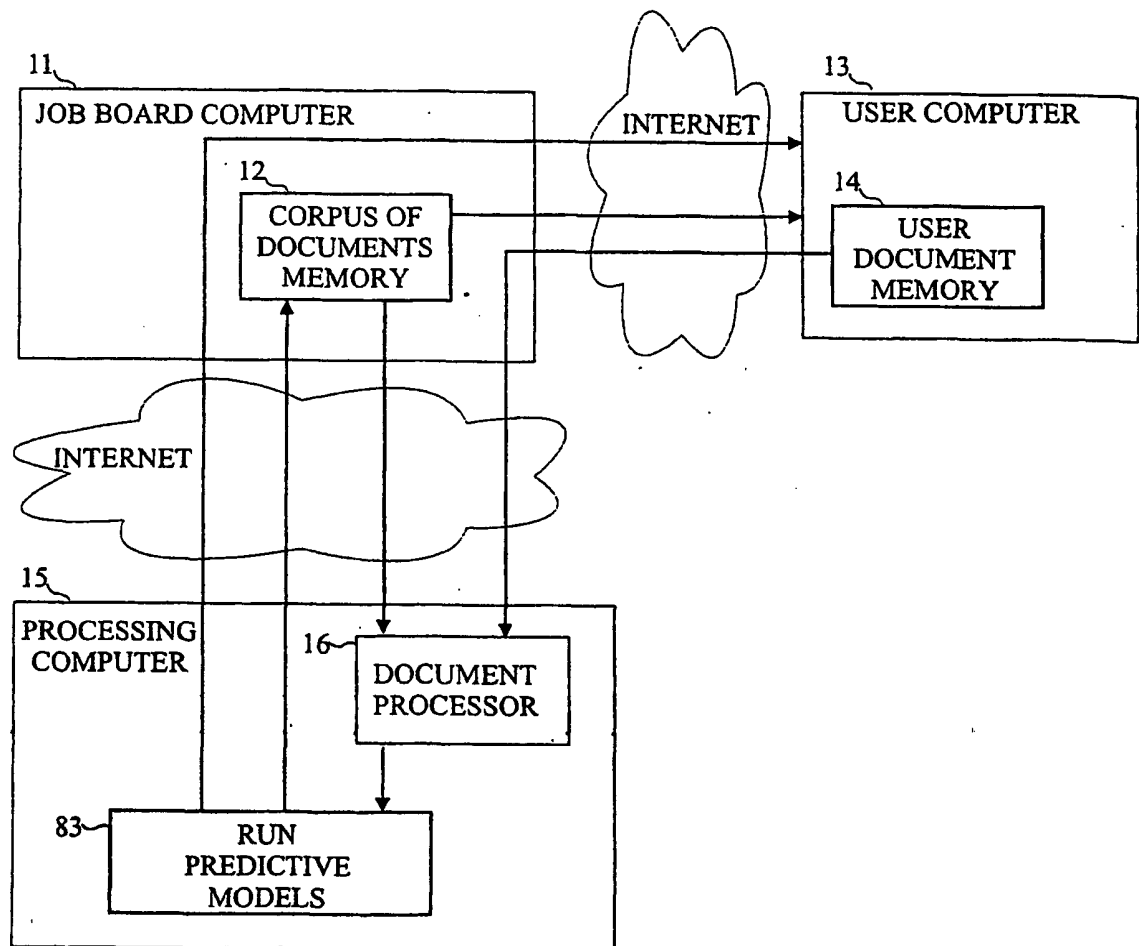 11
JOB BOARD COMPUTER
12
CORPUS OF
DOCUMENTS
MEMORY
INTERNET
13
USER COMPUTER
14
USER
DOCUMENT
MEMORY
INTERNET
15
PROCESSING
COMPUTER
16
DOCUMENT
PROCESSOR
83
RUN
PREDICTIVE
MODELS